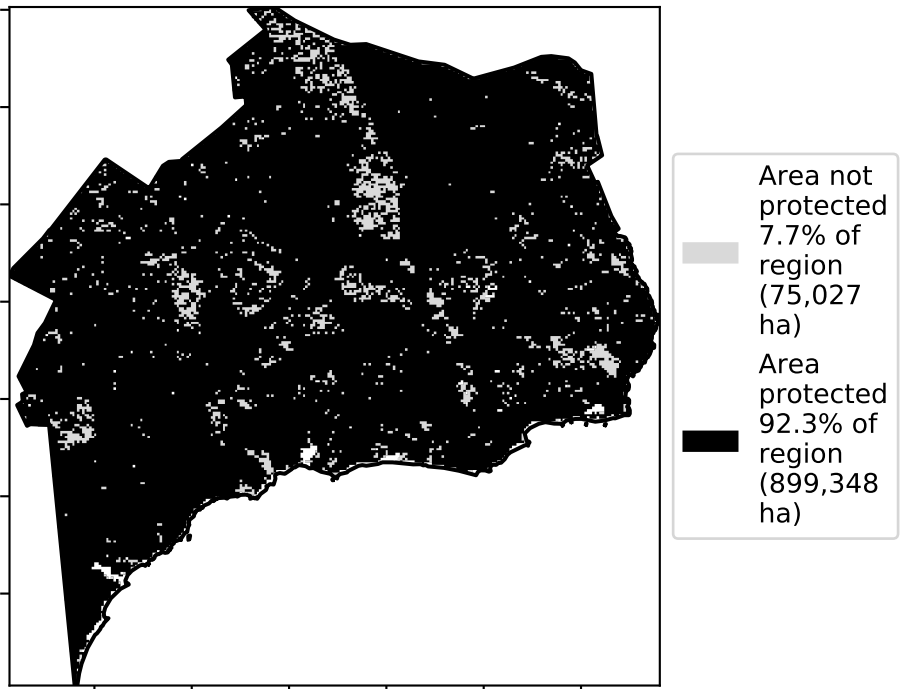 Area not
protected
7.7% of
region
(75,027
ha)
Area
protected
92.3% of
region
(899,348
ha)